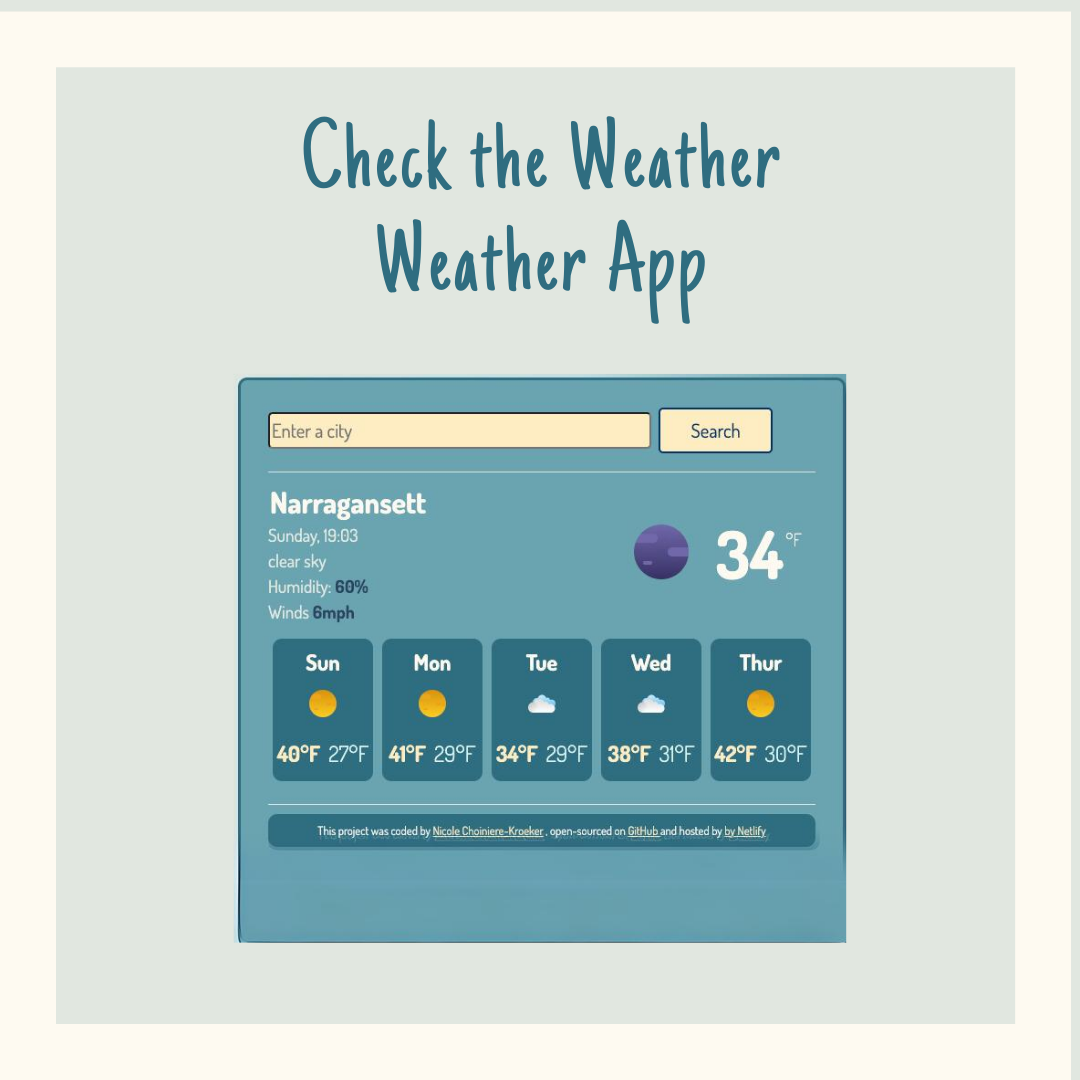 Check the Weather
Weather App
Enter a city
Search
Narragansett
Sunday, 19:03
clear sky
Humidity: 60%
Winds 6mph
34 °F
Sun Mon Tue Wed Thur
40°F 27°F 41°F 29°F 34°F 29°F 38°F 31°F 42°F 30°F
This project was coded by Nicole Choiniere-Kroeker , open-sourced on GitHub and hosted by by Netlify